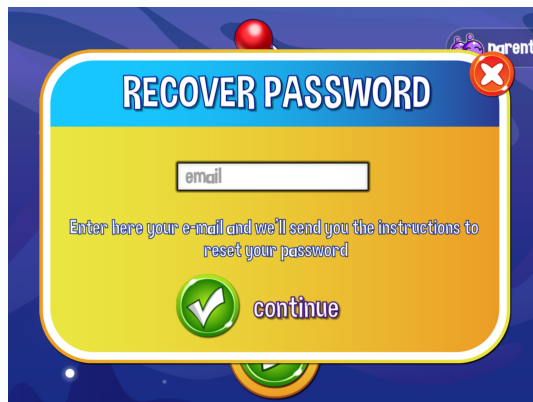 parent
RECOVER PASSWORD
email
Enter here your e-mail and we'll send you the instructions to
reset your password
continue